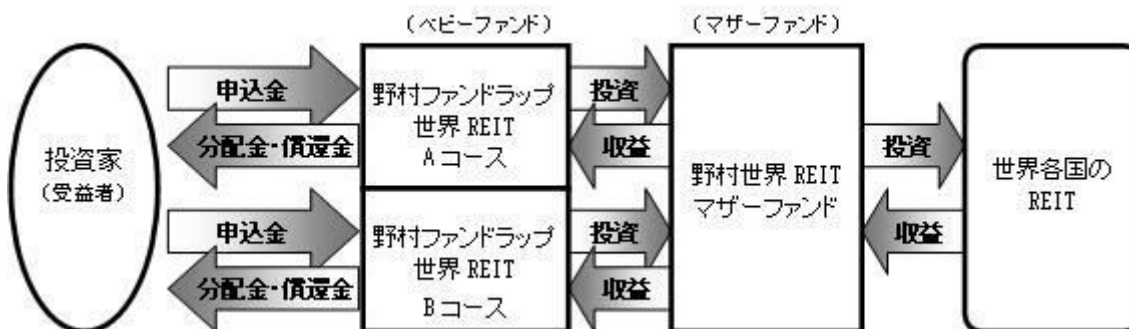 (ベビーファンド)
(マザーファンド)
投資家
(受益者)
申込金
分配金・償還金
野村ファンドラップ
世界 REIT
A コース
投資
収益
申込金
分配金・償還金
野村ファンドラップ
世界 REIT
B コース
投資
収益
野村世界 REIT
マザーファンド
投資
収益
世界各国の
REIT